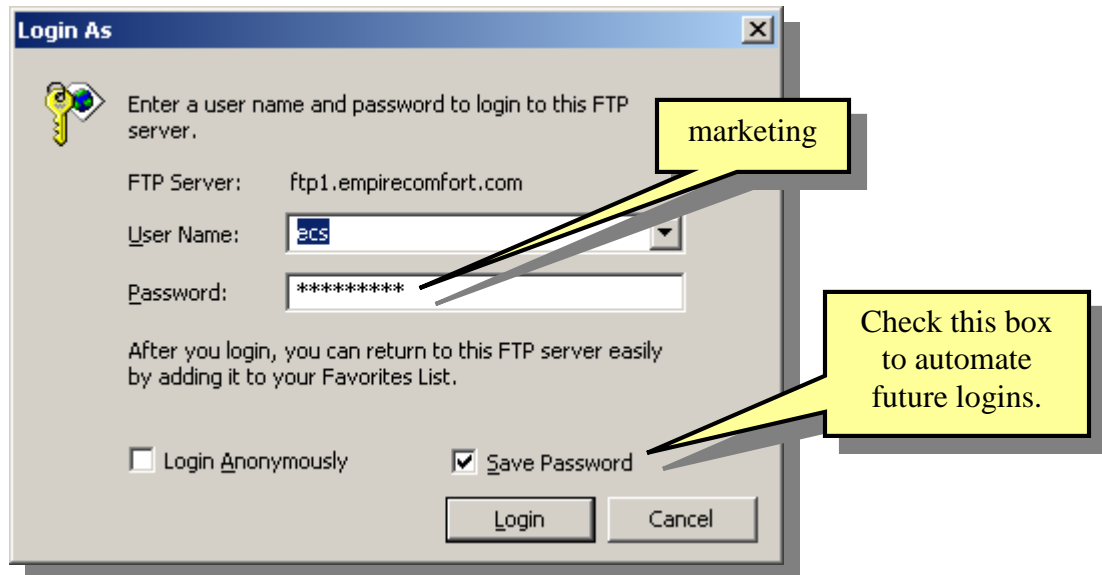 Login As
Enter a user name and password to login to this FTP
server.
marketing
FTP Server: ftp1.empirecomfort.com
User Name: ecs
Password: *********
After you login, you can return to this FTP server easily
by adding it to your Favorites List.
Check this box
to automate
future logins.
Login Anonymously
Save Password
Login
Cancel